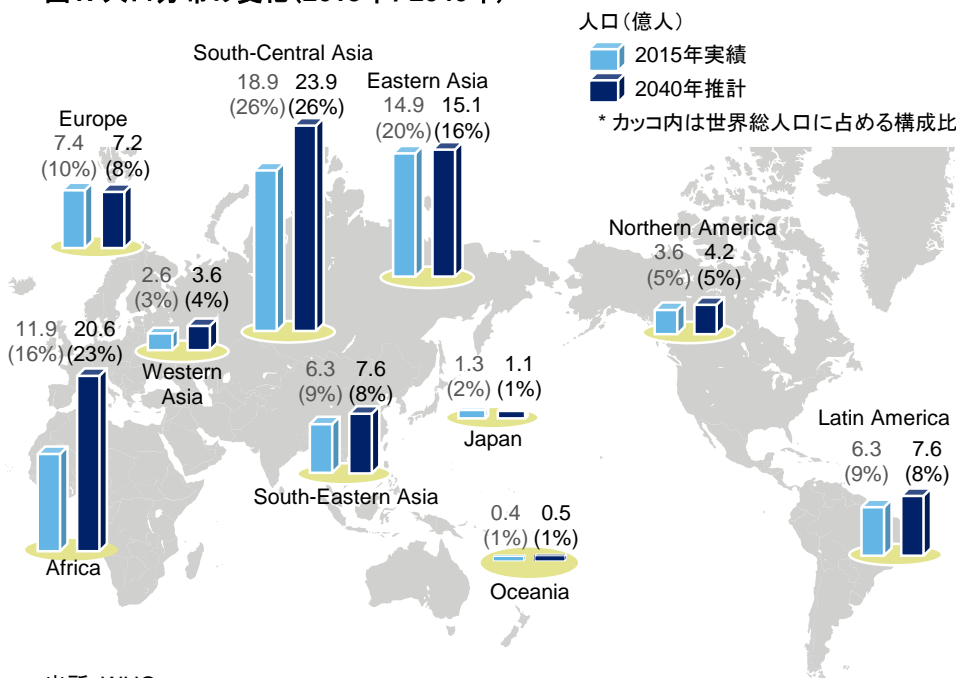 人口(億人)
2015年実績
2040年推計
* カッコ内は世界総人口に占める構成比
South-Central Asia
18.9 23.9
(26%) (26%)
Eastern Asia
14.9 15.1
(20%) (16%)
Europe
7.4 7.2
(10%) (8%)
Northern America
3.6 4.2
(5%) (5%)
2.6 3.6
(3%) (4%)
Western
Asia
11.9 20.6
(16%) (23%)
Africa
6.3 7.6
(9%) (8%)
South-Eastern Asia
1.3 1.1
(2%) (1%)
Japan
Latin America
6.3 7.6
(9%) (8%)
0.4 0.5
(1%) (1%)
Oceania